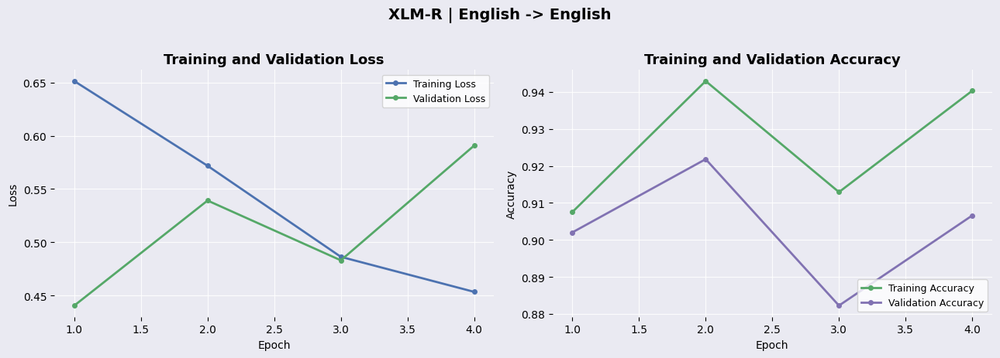 XLM-R | English -> English
Training and Validation Loss
Training Loss
Validation Loss
Loss
0.65
0.60
0.55
0.50
0.45
1.0 1.5 2.0 2.5 3.0 3.5 4.0
Epoch
Training and Validation Accuracy
Accuracy
0.94
0.93
0.92
0.91
0.90
0.89
0.88
Training Accuracy
Validation Accuracy
1.0 1.5 2.0 2.5 3.0 3.5 4.0
Epoch